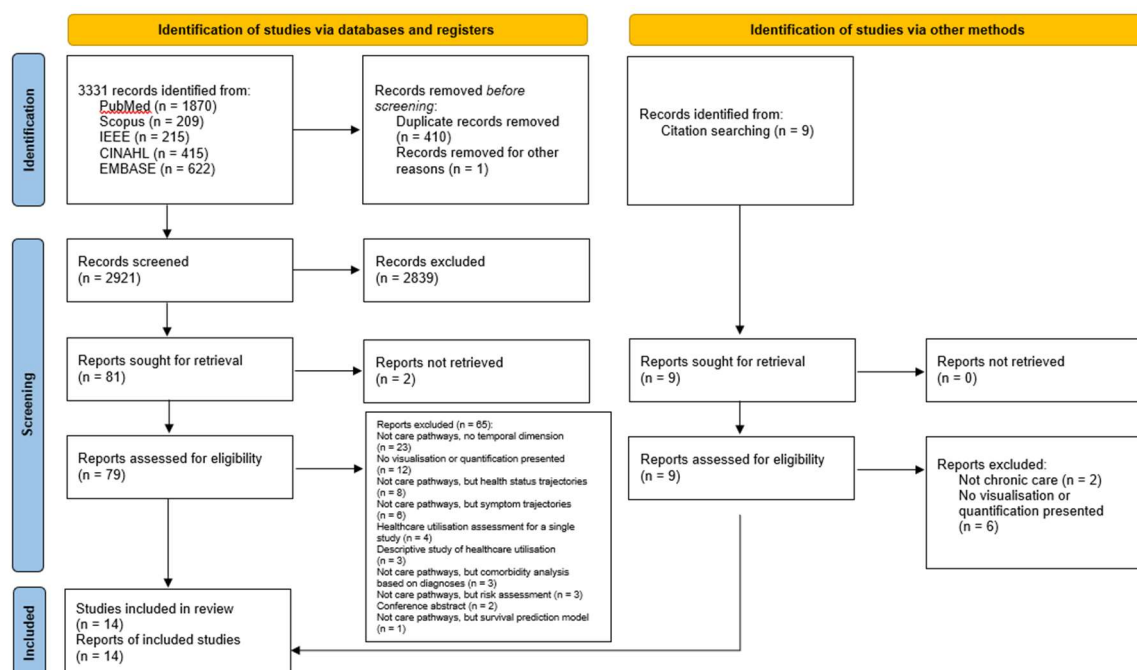 Identification of studies via databases and registers
Identification of studies via other methods
Identification
3331 records identified from:
PubMed (n = 1870)
Scopus (n = 209)
IEEE (n = 215)
CINAHL (n = 415)
EMBASE (n = 622)
Records removed before
screening:
Duplicate records removed
(n = 410)
Records removed for other
reasons (n = 1)
Records identified from:
Citation searching (n = 9)
Screening
Records screened
(n = 2921)
Records excluded
(n = 2839)
Reports sought for retrieval
(n = 81)
Reports not retrieved
(n = 2)
Reports sought for retrieval
(n = 9)
Reports not retrieved
(n = 0)
Reports assessed for eligibility
(n = 79)
Reports excluded (n = 65):
Not care pathways, no temporal dimension
(n = 23)
No visualisation or quantification presented
(n = 12)
Not care pathways, but health status trajectories
(n = 8)
Not care pathways, but symptom trajectories
(n = 6)
Healthcare utilisation assessment for a single
study (n = 4)
Descriptive study of healthcare utilisation
(n = 3)
Not care pathways, but comorbidity analysis
based on diagnoses (n = 3)
Not care pathways, but risk assessment (n = 3)
Conference abstract (n = 2)
Not care pathways, but survival prediction model
(n = 1)
Reports assessed for eligibility
(n = 9)
Reports excluded:
Not chronic care (n = 2)
No visualisation or
quantification presented
(n = 6)
Included
Studies included in review
(n = 14)
Reports of included studies
(n = 14)